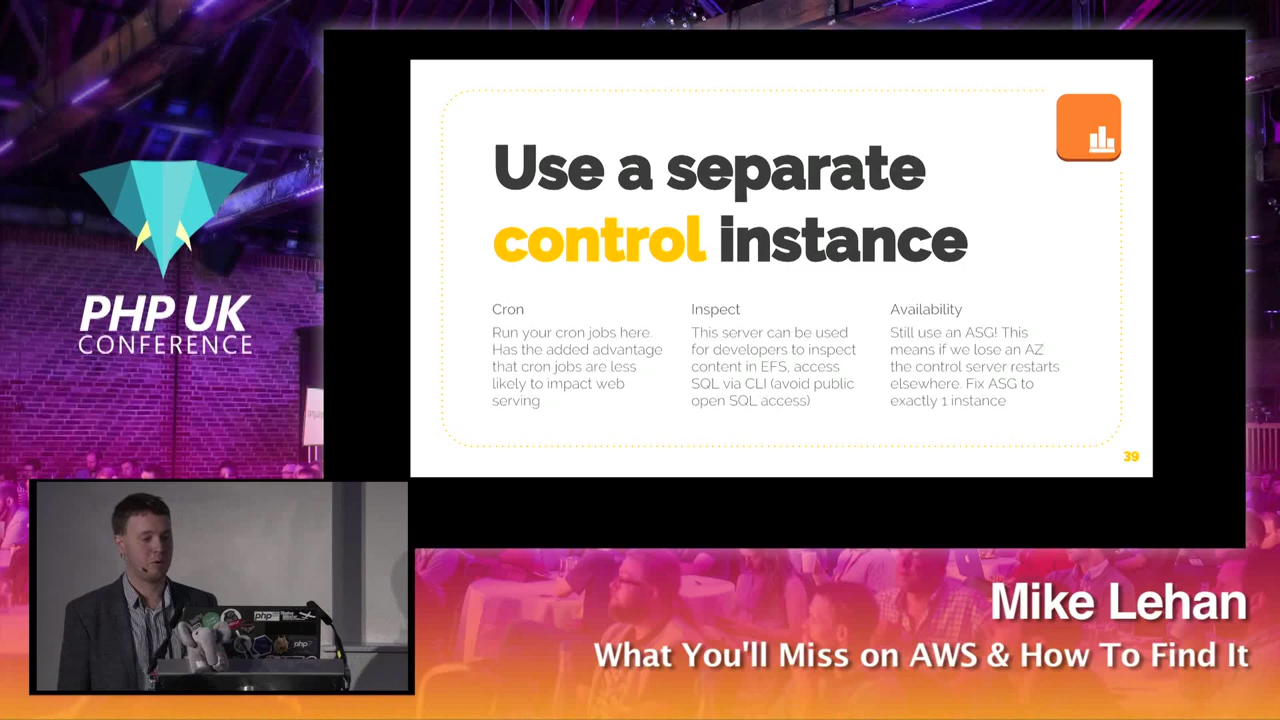 PHP UK
CONFERENCE
Use a separate
control instance
Cron
Run your cron jobs here.
Has the added advantage
that cron jobs are less
likely to impact web
serving
Inspect
This server can be used
for developers to inspect
content in EFS, access
SQL via CLI (avoid public
open SQL access)
Availability
Still use an ASG! This
means if we lose an AZ
the control server restarts
elsewhere. Fix ASG to
exactly 1 instance
39
php
php
Mike Lehan
What You'll Miss on AWS & How To Find It